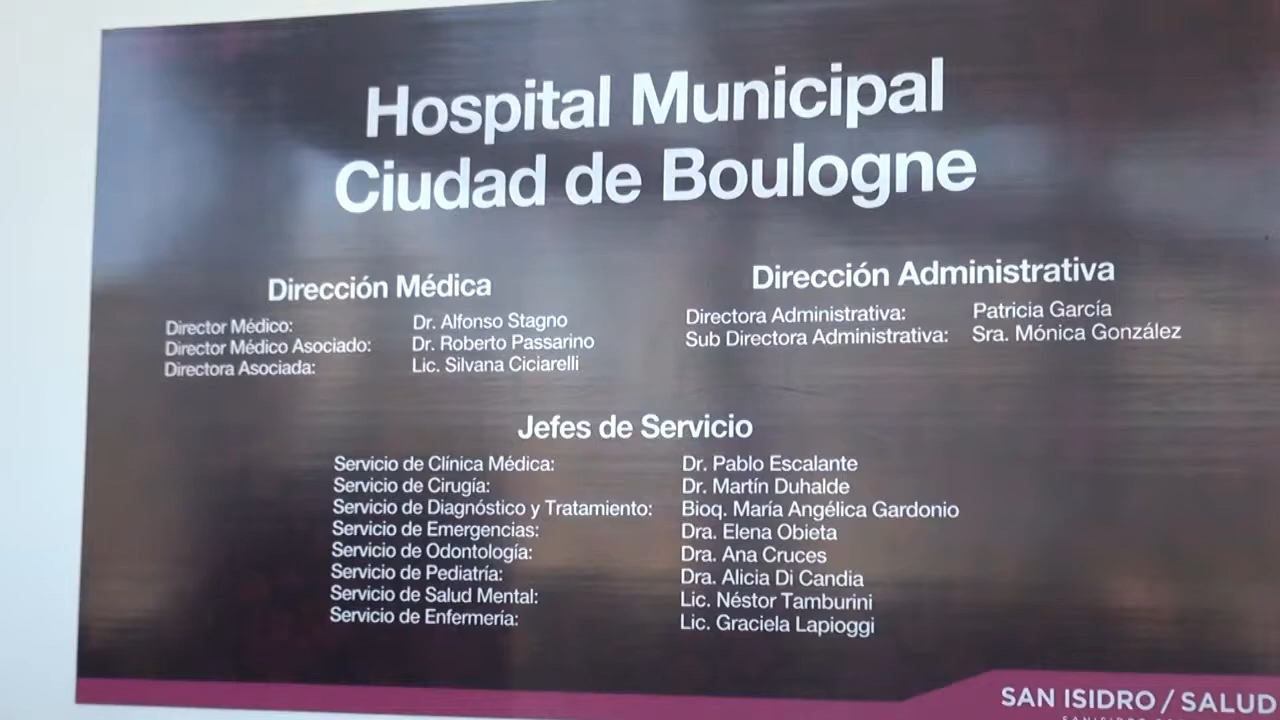 Hospital Municipal
Ciudad de Boulogne
Dirección Médica
Director Médico: Dr. Alfonso Stagno
Director Médico Asociado: Dr. Roberto Passarino
Directora Asociada: Lic. Silvana Ciciarelli
Dirección Administrativa
Directora Administrativa: Patricia García
Sub Directora Administrativa: Sra. Mónica González
Jefes de Servicio
Servicio de Clínica Médica: Dr. Pablo Escalante
Servicio de Cirugía: Dr. Martín Duhalde
Servicio de Diagnóstico y Tratamiento: Bioq. María Angélica Gardonio
Servicio de Emergencias: Dra. Elena Obieta
Servicio de Odontología: Dra. Ana Cruces
Servicio de Pediatría: Dra. Alicia Di Candia
Servicio de Salud Mental: Lic. Néstor Tamburini
Servicio de Enfermería: Lic. Graciela Lapioggi
SAN ISIDRO / SALUD